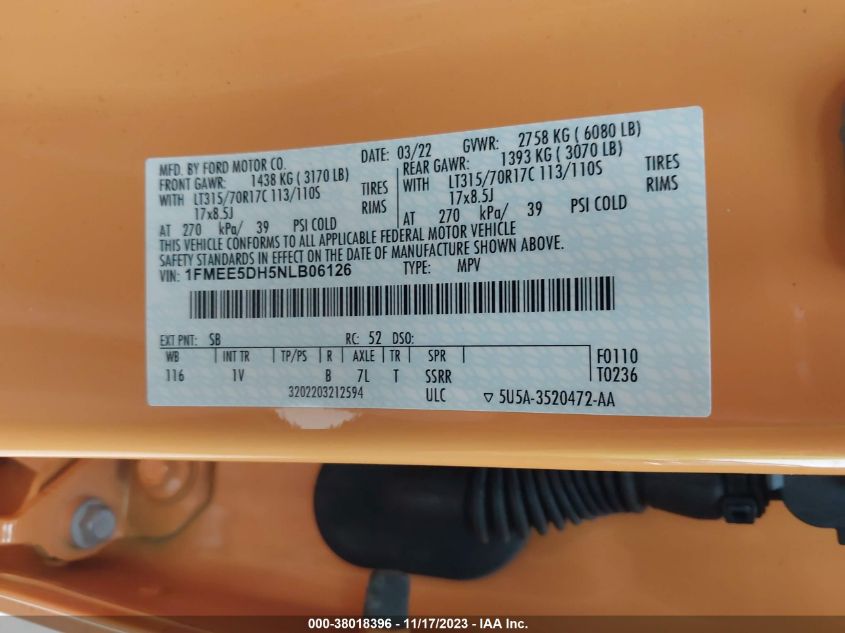 MFD. BY FORD MOTOR CO. DATE: 03/22 GVWR: 2758 KG ( 6080 LB)
FRONT GAWR: 1438 KG ( 3170 LB) REAR GAWR: 1393 KG ( 3070 LB)
WITH LT315/70R17C 113/110S TIRES WITH LT315/70R17C 113/110S TIRES
17x8.5J RIMS 17x8.5J RIMS
AT 270 kPa/ 39 PSI COLD AT 270 kPa/ 39 PSI COLD
THIS VEHICLE CONFORMS TO ALL APPLICABLE FEDERAL MOTOR VEHICLE
SAFETY STANDARDS IN EFFECT ON THE DATE OF MANUFACTURE SHOWN ABOVE.
VIN: 1FMEE5DH5NLB06126 TYPE: MPV
EXT PNT: SB RC: 52 DSO:
WB INT TR TP/PS R AXLE TR SPR F0110
116 1V B 7L T SSRR T0236
3202203212594 ULC ▽ 5U5A-3520472-AA
000-38018396 - 11/17/2023 - IAA Inc.